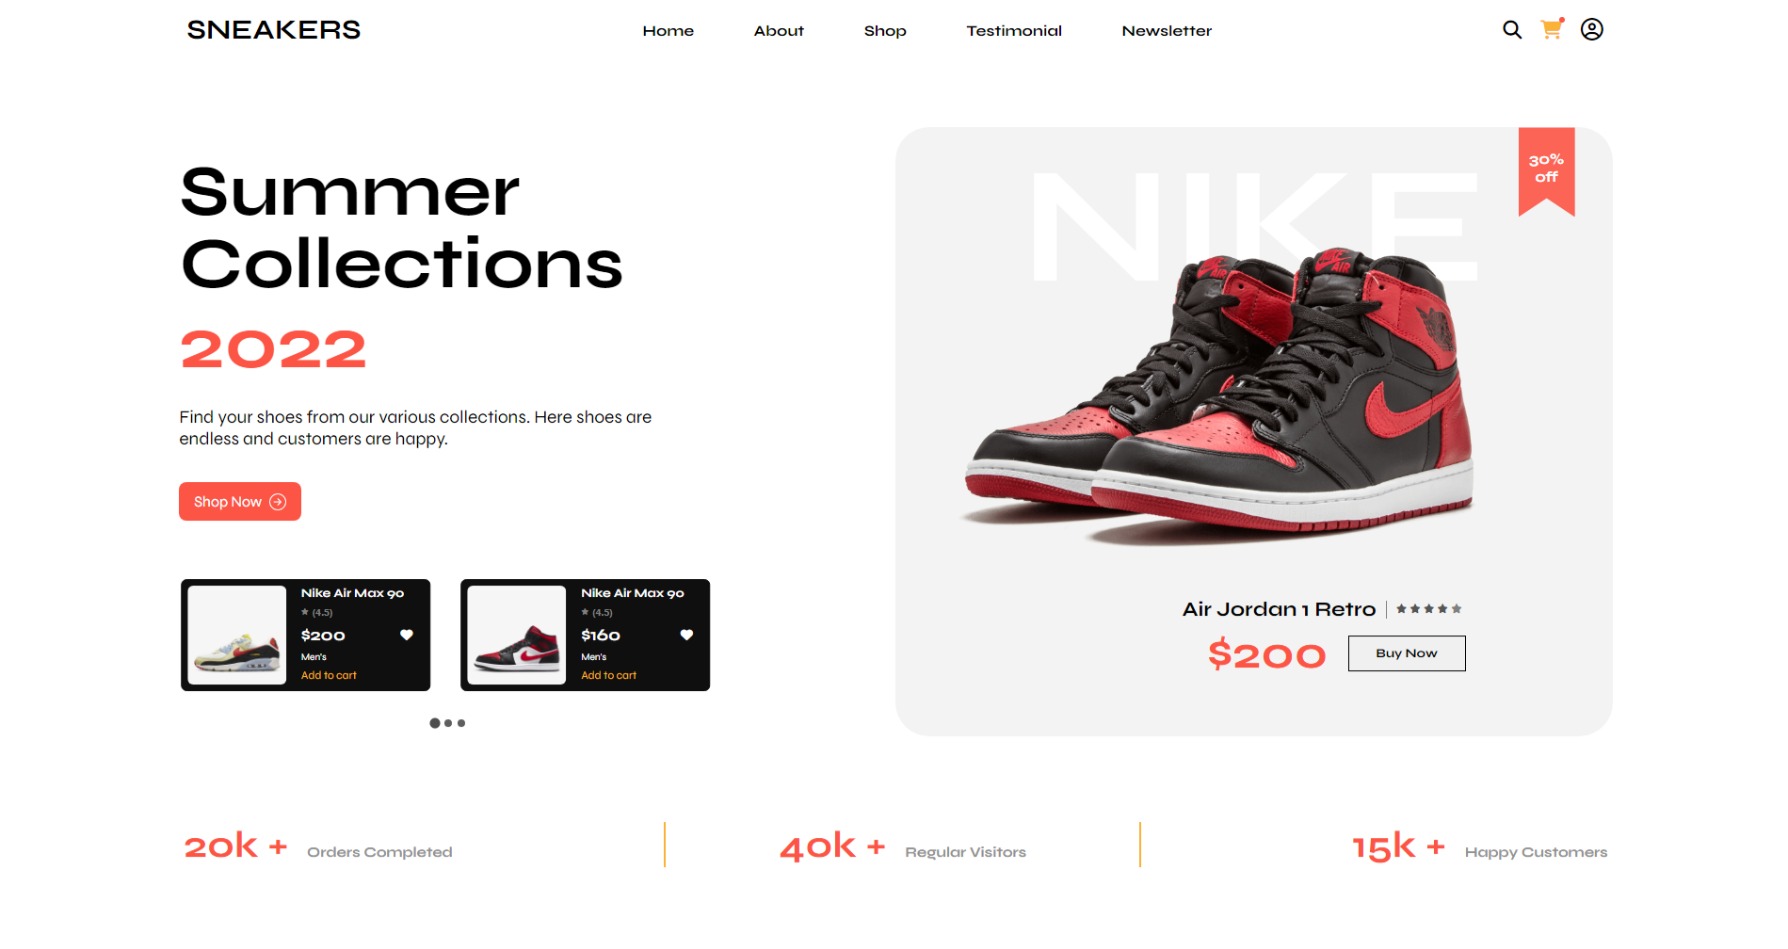 SNEAKERS
Home About Shop Testimonial Newsletter
Summer
Collections
2022
Find your shoes from our various collections. Here shoes are
endless and customers are happy.
Shop Now
Nike Air Max 90
(4.5)
$200
Men's
Add to cart
Nike Air Max 90
(4.5)
$160
Men's
Add to cart
NIKE
30%
off
Air Jordan 1 Retro
$200
Buy Now
20k + Orders Completed
40k + Regular Visitors
15k + Happy Customers